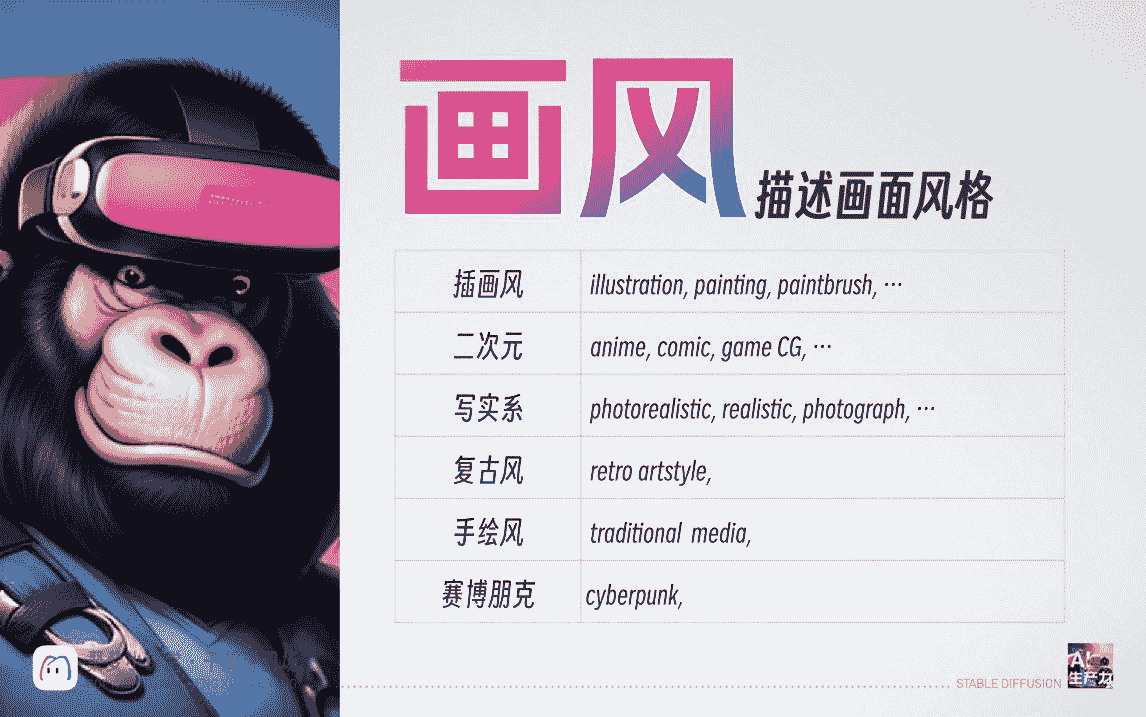 画风 描述画面风格
插画风 illustration, painting, paintbrush, ···
二次元 anime, comic, game CG, ···
写实系 photorealistic, realistic, photograph, ···
复古风 retro artstyle,
手绘风 traditional media,
赛博朋克 cyberpunk,
STABLE DIFFUSION
AI
生产力